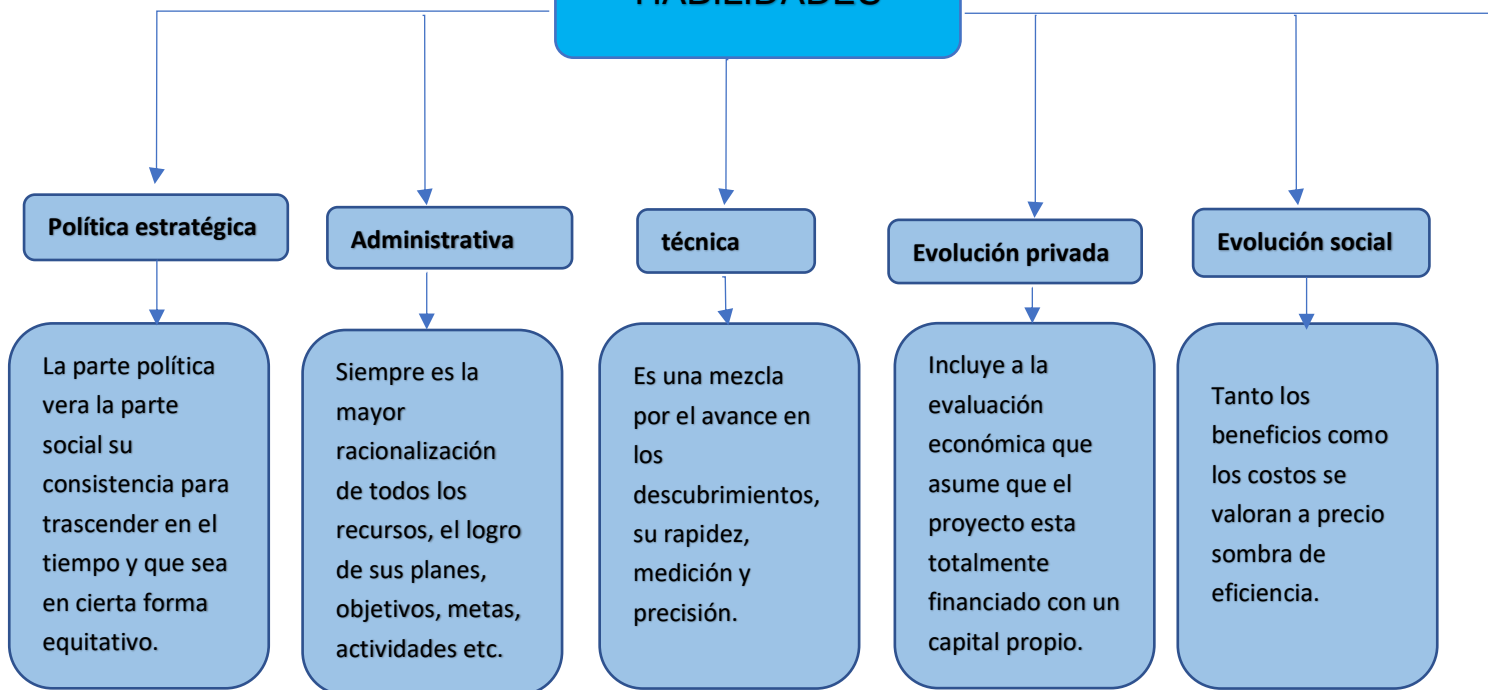 HABILIDADES
Política estratégica
Administrativa
técnica
Evolución privada
Evolución social
La parte política
vera la parte
social su
consistencia para
trascender en el
tiempo y que sea
en cierta forma
equitativo.
Siempre es la
mayor
racionalización
de todos los
recursos, el logro
de sus planes,
objetivos, metas,
actividades etc.
Es una mezcla
por el avance en
los
descubrimientos,
su rapidez,
medición y
precisión.
Incluye a la
evaluación
económica que
asume que el
proyecto esta
totalmente
financiado con un
capital propio.
Tanto los
beneficios como
los costos se
valoran a precio
sombra de
eficiencia.